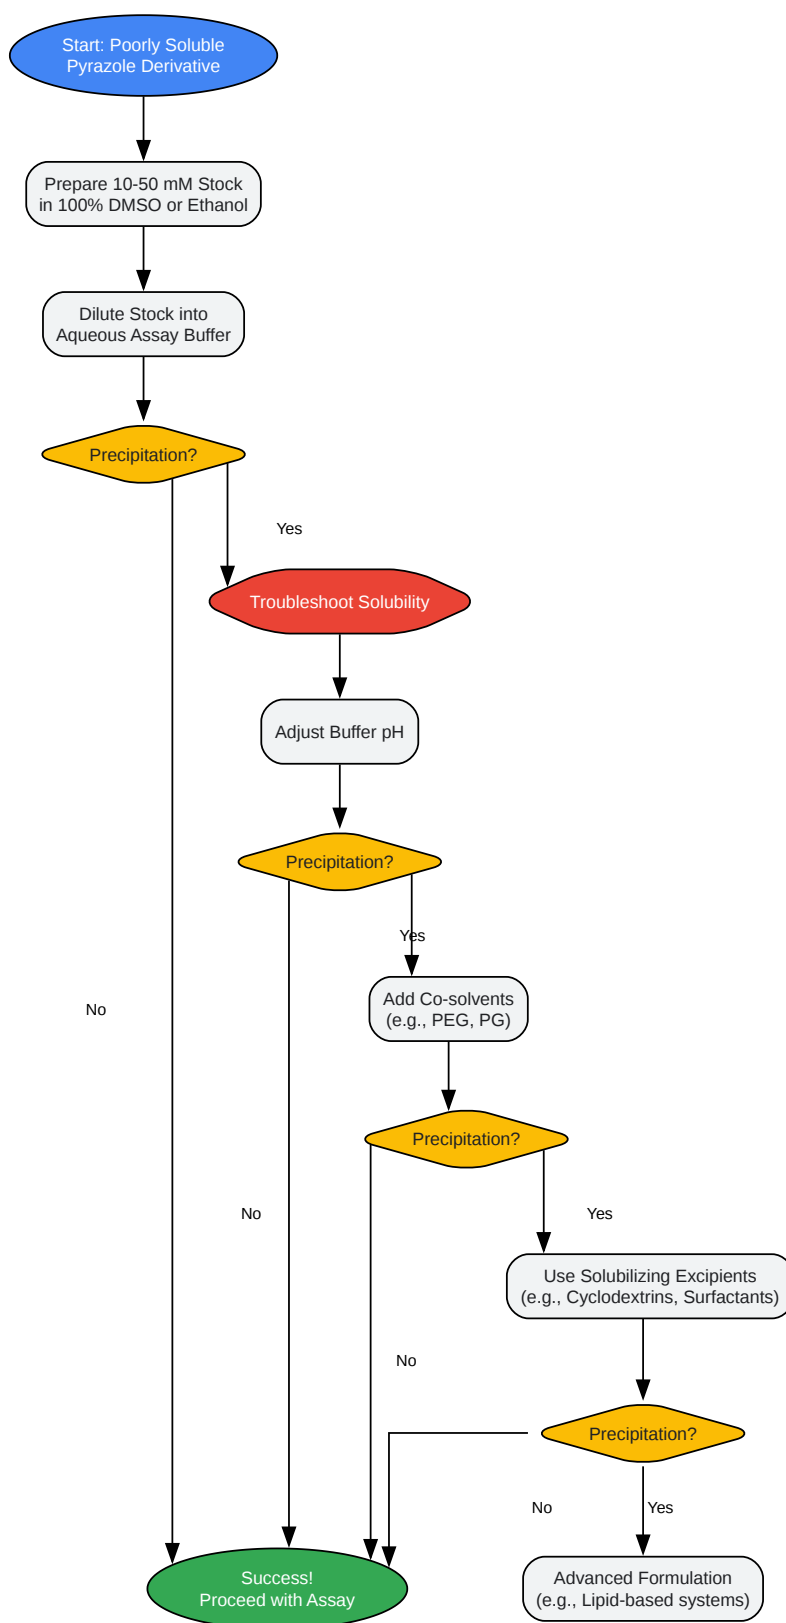 Start: Poorly Soluble
Pyrazole Derivative
Prepare 10-50 mM Stock
in 100% DMSO or Ethanol
Dilute Stock into
Aqueous Assay Buffer
Precipitation?
Yes
Troubleshoot Solubility
Adjust Buffer pH
Precipitation?
Yes
Add Co-solvents
(e.g., PEG, PG)
No
Precipitation?
No
Yes
Use Solubilizing Excipients
(e.g., Cyclodextrins, Surfactants)
No
Precipitation?
No
Yes
Success!
Proceed with Assay
Advanced Formulation
(e.g., Lipid-based systems)